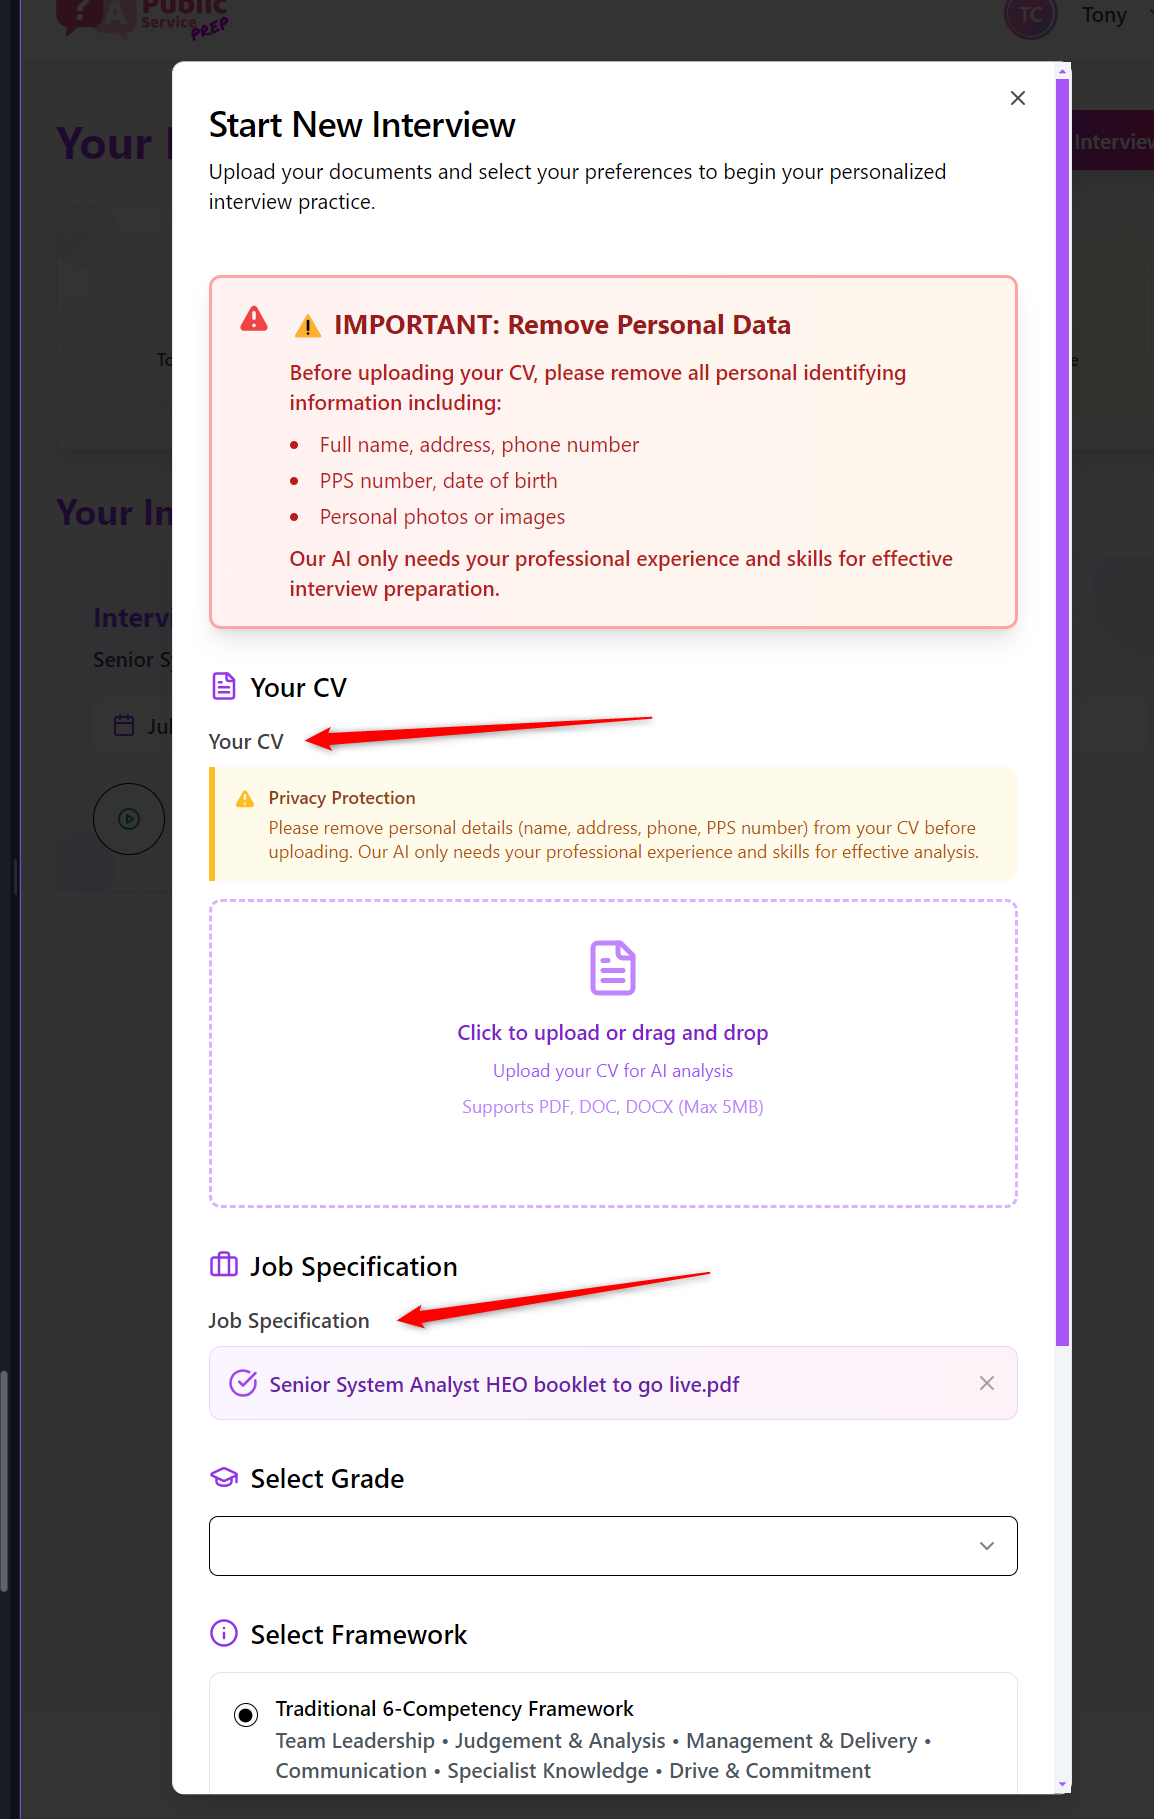 ? A Public
Service
PREP
TC Tony
Start New Interview
Your
Interview
Upload your documents and select your preferences to begin your personalized
interview practice.
IMPORTANT: Remove Personal Data
Before uploading your CV, please remove all personal identifying
information including:
• Full name, address, phone number
• PPS number, date of birth
• Personal photos or images
Our AI only needs your professional experience and skills for effective
interview preparation.
Your CV
Your CV
Privacy Protection
Please remove personal details (name, address, phone, PPS number) from your CV before
uploading. Our AI only needs your professional experience and skills for effective analysis.
Click to upload or drag and drop
Upload your CV for AI analysis
Supports PDF, DOC, DOCX (Max 5MB)
Job Specification
Job Specification
Senior System Analyst HEO booklet to go live.pdf
Select Grade
Select Framework
Traditional 6-Competency Framework
Team Leadership • Judgement & Analysis • Management & Delivery •
Communication • Specialist Knowledge • Drive & Commitment
Your In
Interv
Senior S
Jul